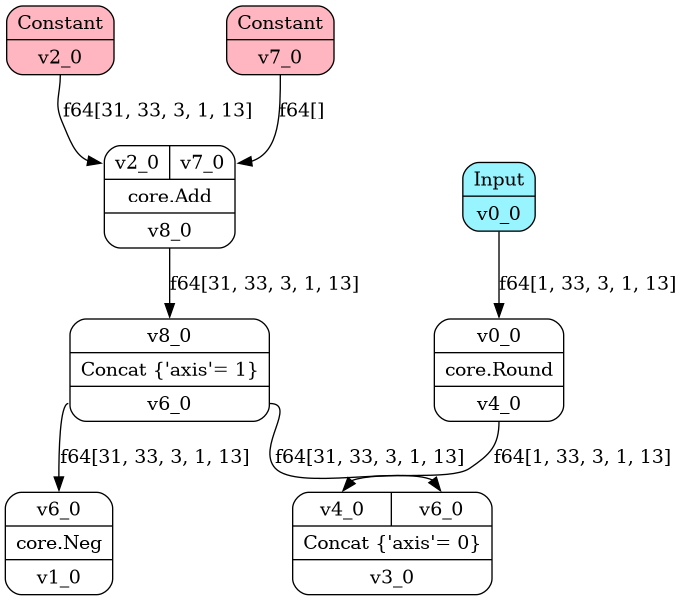 Constant
v2_0
Constant
v7_0
f64[31, 33, 3, 1, 13]
f64[]
v2_0
v7_0
core.Add
v8_0
Input
v0_0
f64[31, 33, 3, 1, 13]
f64[1, 33, 3, 1, 13]
v8_0
Concat {'axis'= 1}
v6_0
v0_0
core.Round
v4_0
f64[31, 33, 3, 1, 13]
f64[31, 33, 3, 1, 13]
f64[1, 33, 3, 1, 13]
v6_0
core.Neg
v1_0
v4_0
v6_0
Concat {'axis'= 0}
v3_0